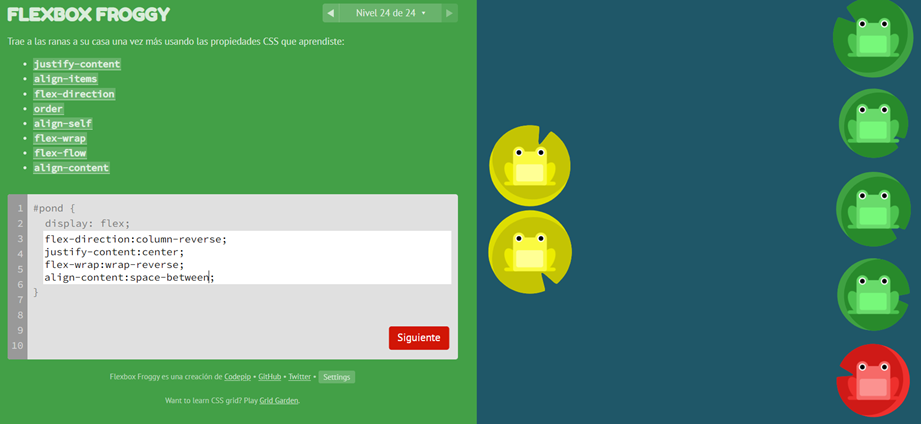 FLEXBOX FROGGY
Nivel 24 de 24
Trae a las ranas a su casa una vez más usando las propiedades CSS que aprendiste:
justify-content
align-items
flex-direction
order
align-self
flex-wrap
flex-flow
align-content
1 #pond {
2 display: flex;
3 flex-direction:column-reverse;
4 justify-content:center;
5 flex-wrap:wrap-reverse;
6 align-content:space-between;
7 }
8
9
10
Siguiente
Flexbox Froggy es una creación de Codepip • GitHub • Twitter • Settings
Want to learn CSS grid? Play Grid Garden.